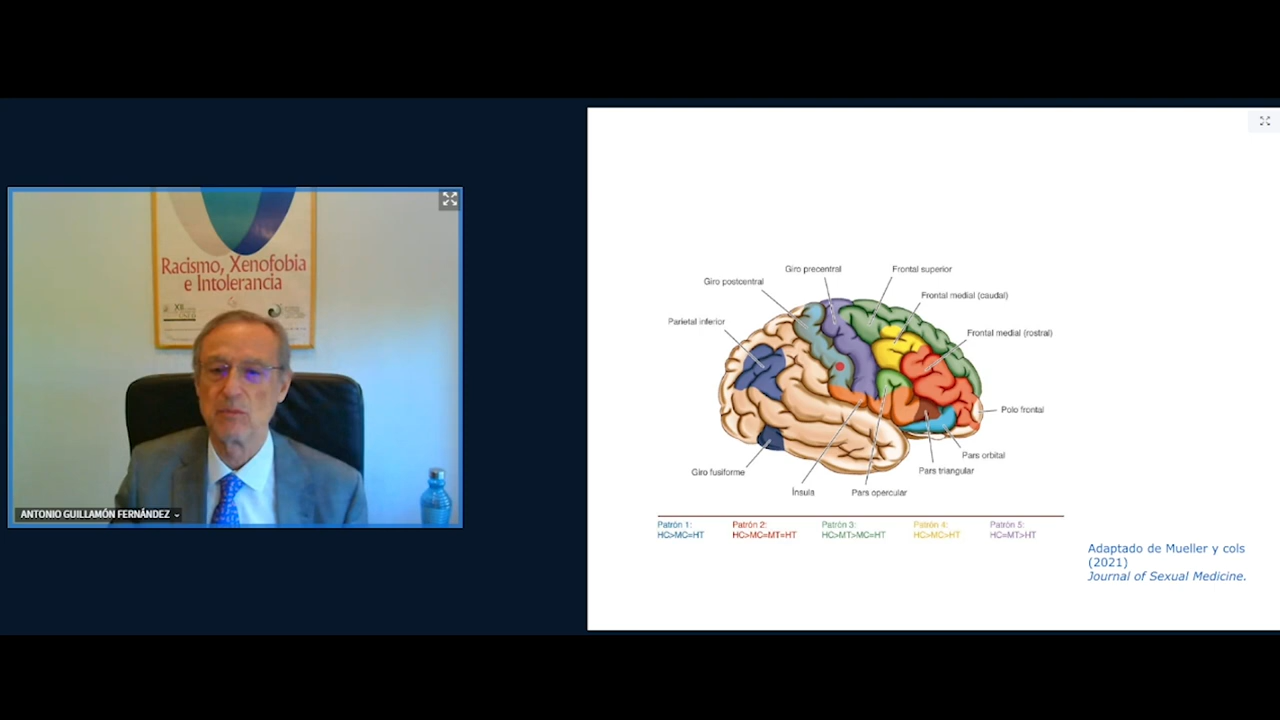 Racismo, Xenofobia
e Intolerancia
XII
ANTONIO GUILLAMÓN FERNÁNDEZ
Giro precentral
Frontal superior
Giro postcentral
Frontal medial (caudal)
Parietal inferior
Frontal medial (rostral)
Polo frontal
Pars orbital
Giro fusiforme
Pars triangular
Ínsula
Pars opercular
Patrón 1:
HC>MC=HT
Patrón 2:
HC>MC=MT=HT
Patrón 3:
HC>MT>MC=HT
Patrón 4:
HC>MC>HT
Patrón 5:
HC=MT>HT
Adaptado de Mueller y cols
(2021)
Journal of Sexual Medicine.